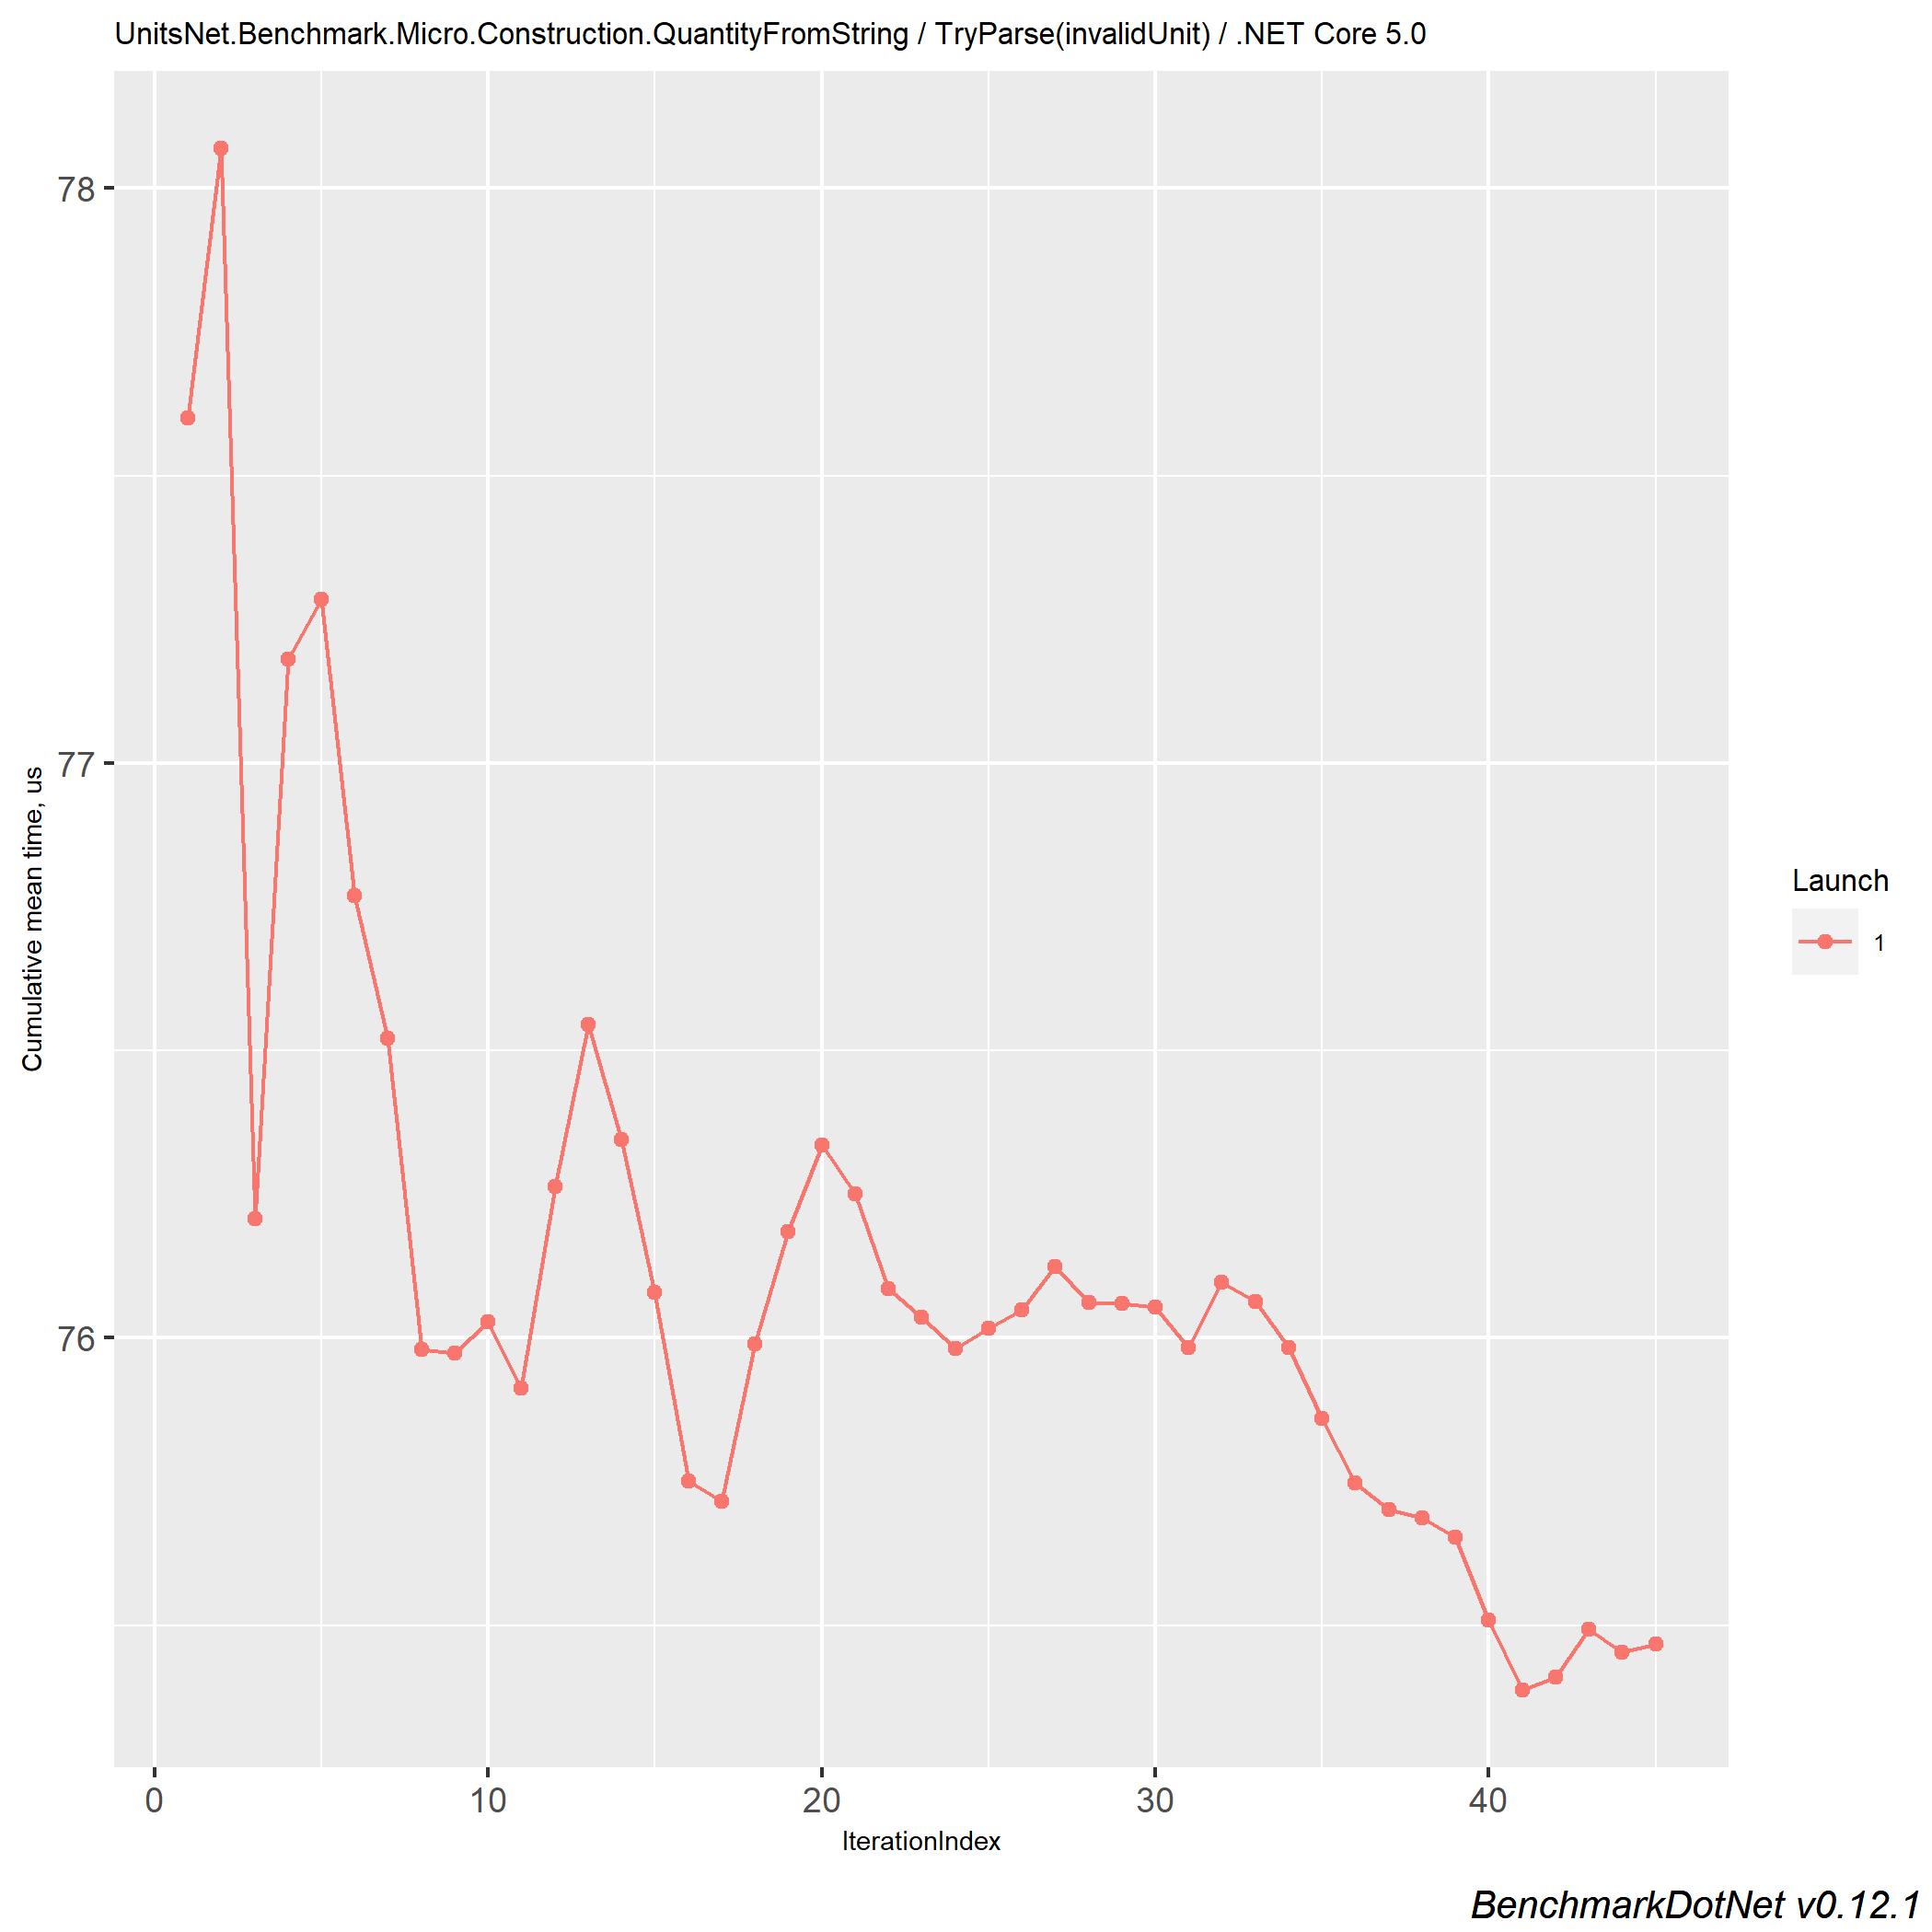 UnitsNet.Benchmark.Micro.Construction.QuantityFromString / TryParse(invalidUnit) / .NET Core 5.0
78
77
76
Cumulative mean time, us
0 10 20 30 40
IterationIndex
Launch
1
BenchmarkDotNet v0.12.1